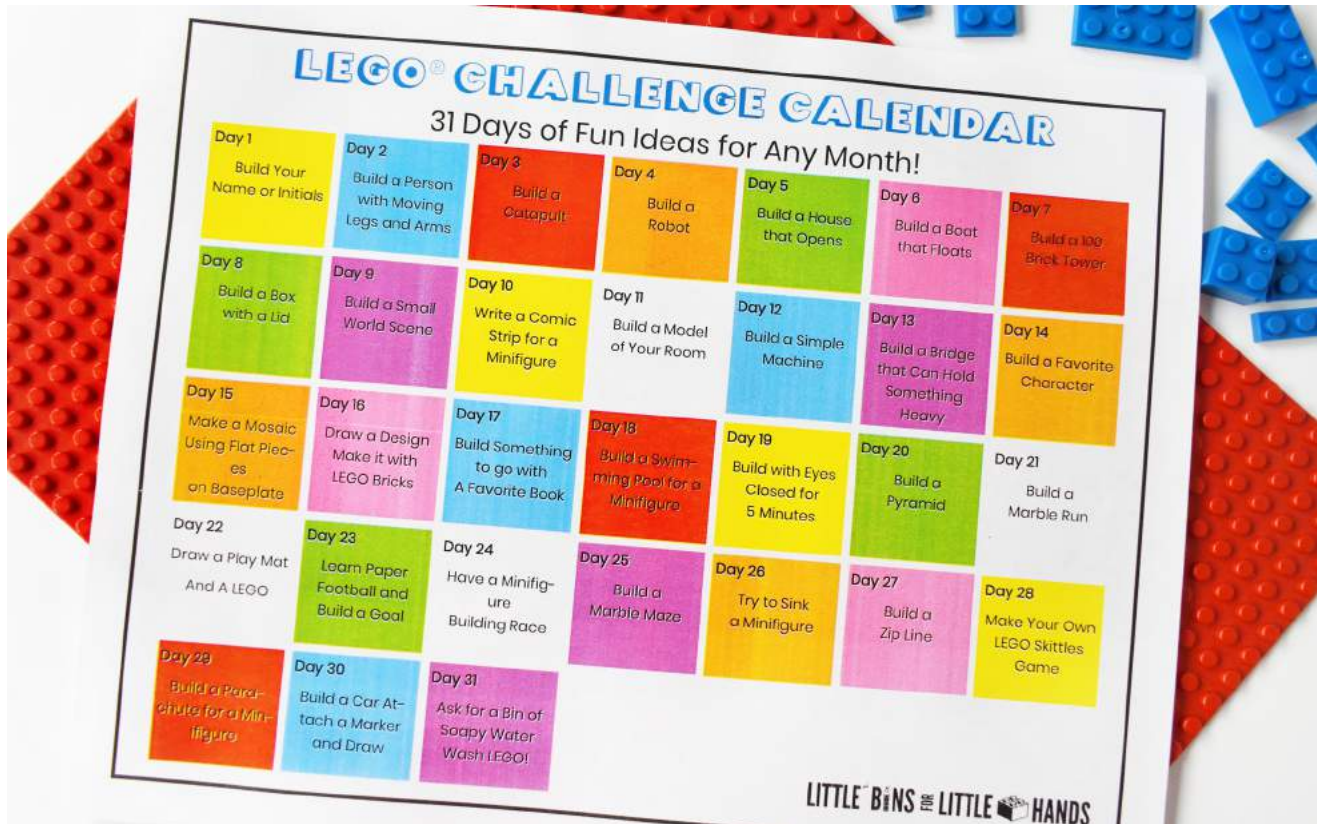 LEGO® CHALLENGE CALENDAR
31 Days of Fun Ideas for Any Month!
Day 1
Build Your
Name or Initials
Day 2
Build a Person
with Moving
Legs and Arms
Day 3
Build a
Catapult
Day 4
Build a
Robot
Day 5
Build a House
that Opens
Day 6
Build a Boat
that Floats
Day 7
Build a 100
Brick Tower
Day 8
Build a Box
with a Lid
Day 9
Build a Small
World Scene
Day 10
Write a Comic
Strip for a
Minifigure
Day 11
Build a Model
of Your Room
Day 12
Build a Simple
Machine
Day 13
Build a Bridge
that Can Hold
Something
Heavy
Day 14
Build a Favorite
Character
Day 15
Make a Mosaic
Using Flat Piec-
es
on Baseplate
Day 16
Draw a Design
Make it with
LEGO Bricks
Day 17
Build Something
to go with
A Favorite Book
Day 18
Build a Swim-
ming Pool for a
Minifigure
Day 19
Build with Eyes
Closed for
5 Minutes
Day 20
Build a
Pyramid
Day 21
Build a
Marble Run
Day 22
Draw a Play Mat
And A LEGO
Day 23
Learn Paper
Football and
Build a Goal
Day 24
Have a Minifig-
ure
Building Race
Day 25
Build a
Marble Maze
Day 26
Try to Sink
a Minifigure
Day 27
Build a
Zip Line
Day 28
Make Your Own
LEGO Skittles
Game
Day 29
Build a Para-
chute for a Min-
ifigure
Day 30
Build a Car At-
tach a Marker
and Draw
Day 31
Ask for a Bin of
Soapy Water
Wash LEGO!
LITTLE BINS FOR LITTLE HANDS